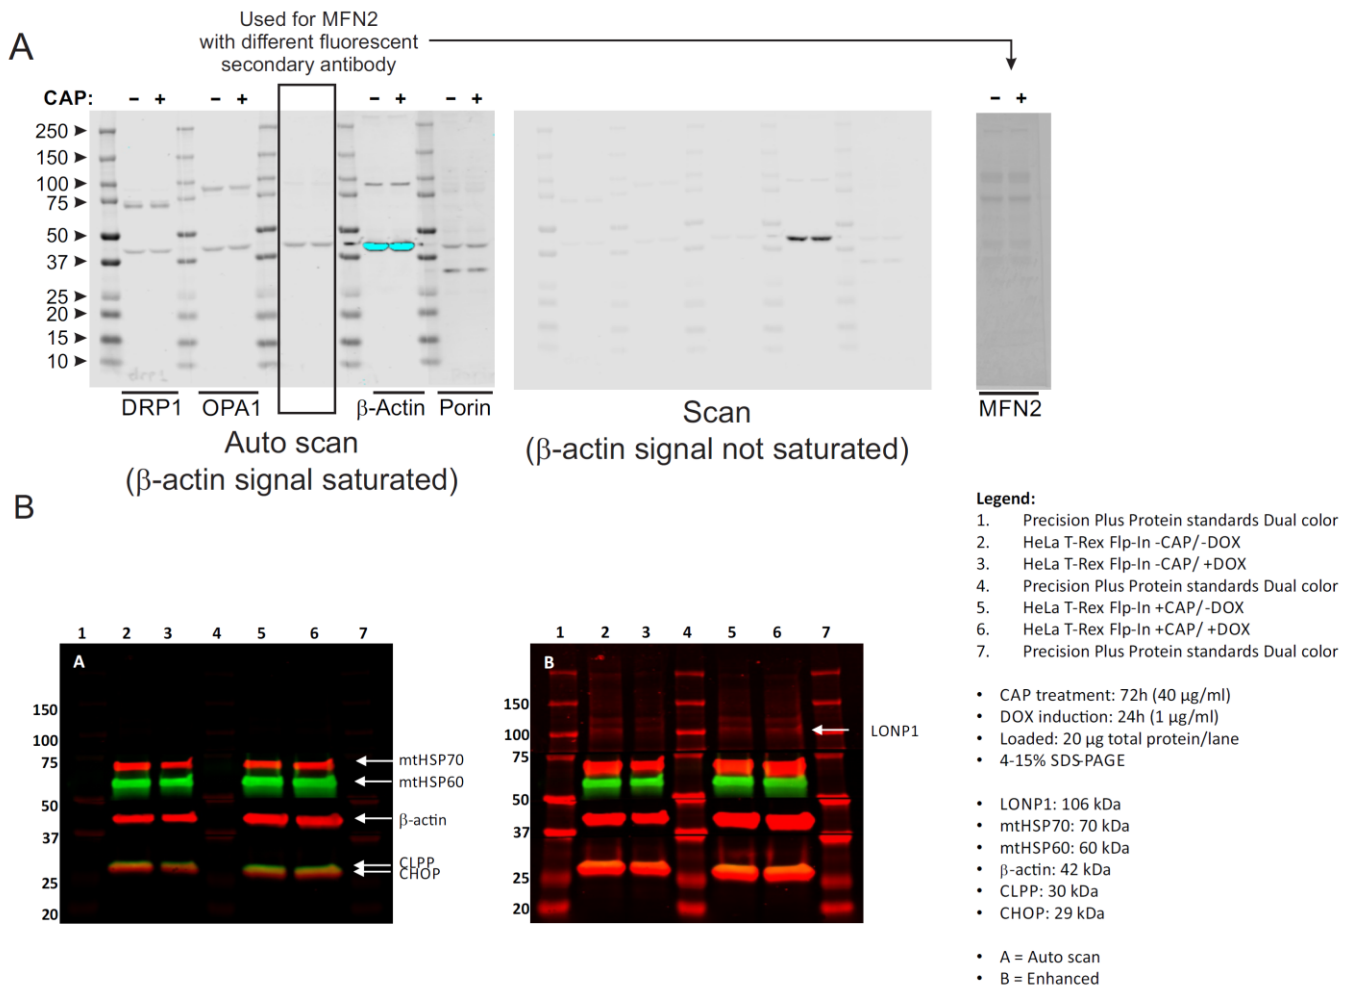 Used for MFN2
with different fluorescent
secondary antibody
A
CAP: – + – + – + – +
– +
250
150
100
75
50
37
25
20
15
10
DRP1 OPA1 β-Actin Porin
MFN2
Auto scan
(β-actin signal saturated)
Scan
(β-actin signal not saturated)
B
1 2 3 4 5 6 7
A
150
100
75
50
37
25
20
mtHSP70
mtHSP60
β-actin
CLPP
CHOP
1 2 3 4 5 6 7
B
150
100
75
50
37
25
20
LONP1
Legend:
1. Precision Plus Protein standards Dual color
2. HeLa T-Rex Flp-In -CAP/-DOX
3. HeLa T-Rex Flp-In -CAP/ +DOX
4. Precision Plus Protein standards Dual color
5. HeLa T-Rex Flp-In +CAP/-DOX
6. HeLa T-Rex Flp-In +CAP/ +DOX
7. Precision Plus Protein standards Dual color
• CAP treatment: 72h (40 µg/ml)
• DOX induction: 24h (1 µg/ml)
• Loaded: 20 µg total protein/lane
• 4-15% SDS-PAGE
• LONP1: 106 kDa
• mtHSP70: 70 kDa
• mtHSP60: 60 kDa
• β-actin: 42 kDa
• CLPP: 30 kDa
• CHOP: 29 kDa
• A = Auto scan
• B = Enhanced